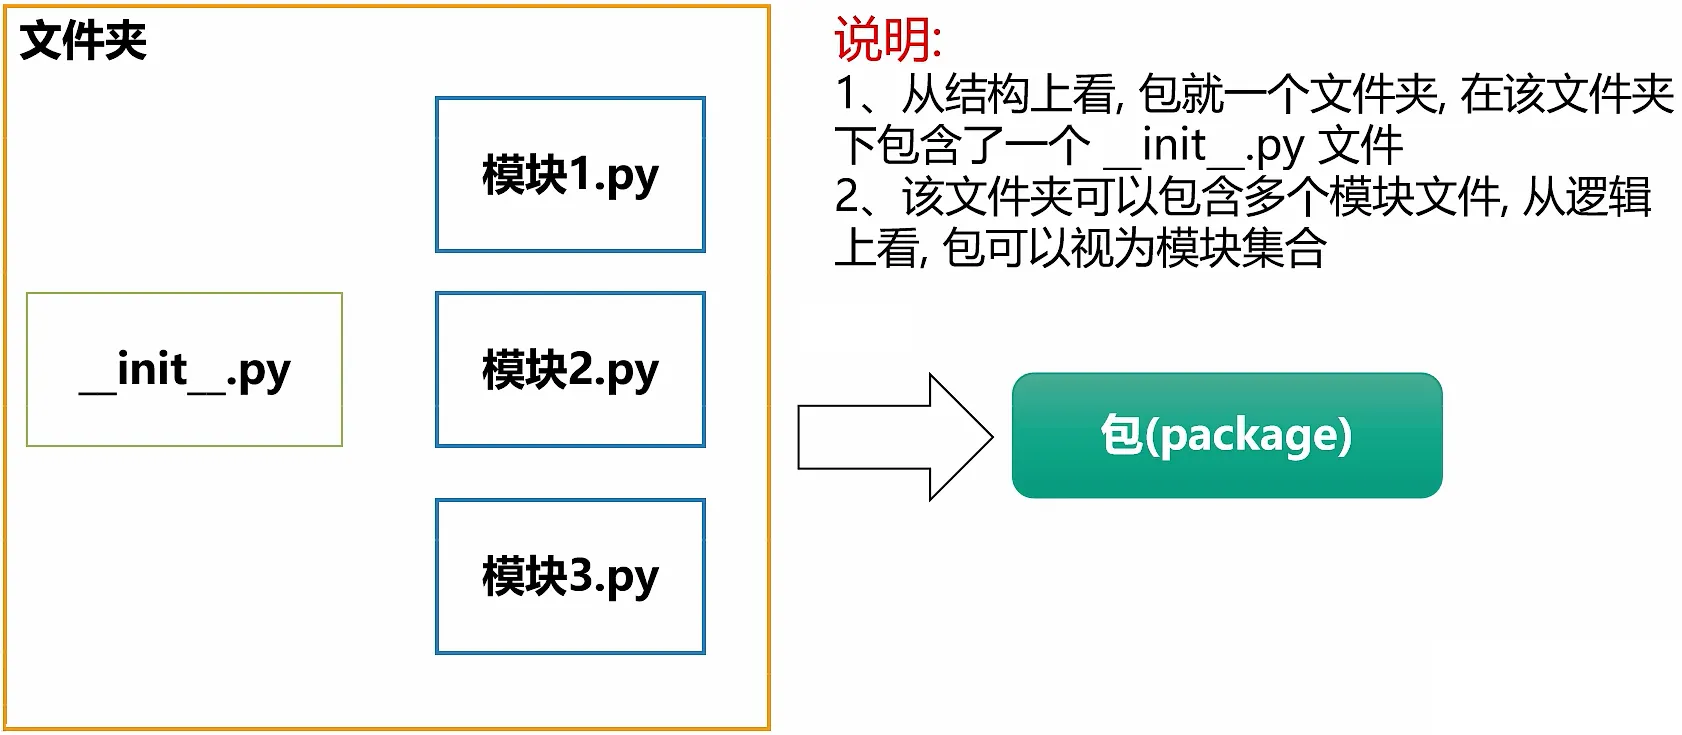 文件夹
模块1.py
__init__.py
模块2.py
模块3.py
说明:
1、从结构上看, 包就一个文件夹, 在该文件夹
下包含了一个 __init__.py 文件
2、该文件夹可以包含多个模块文件, 从逻辑
上看, 包可以视为模块集合
包(package)